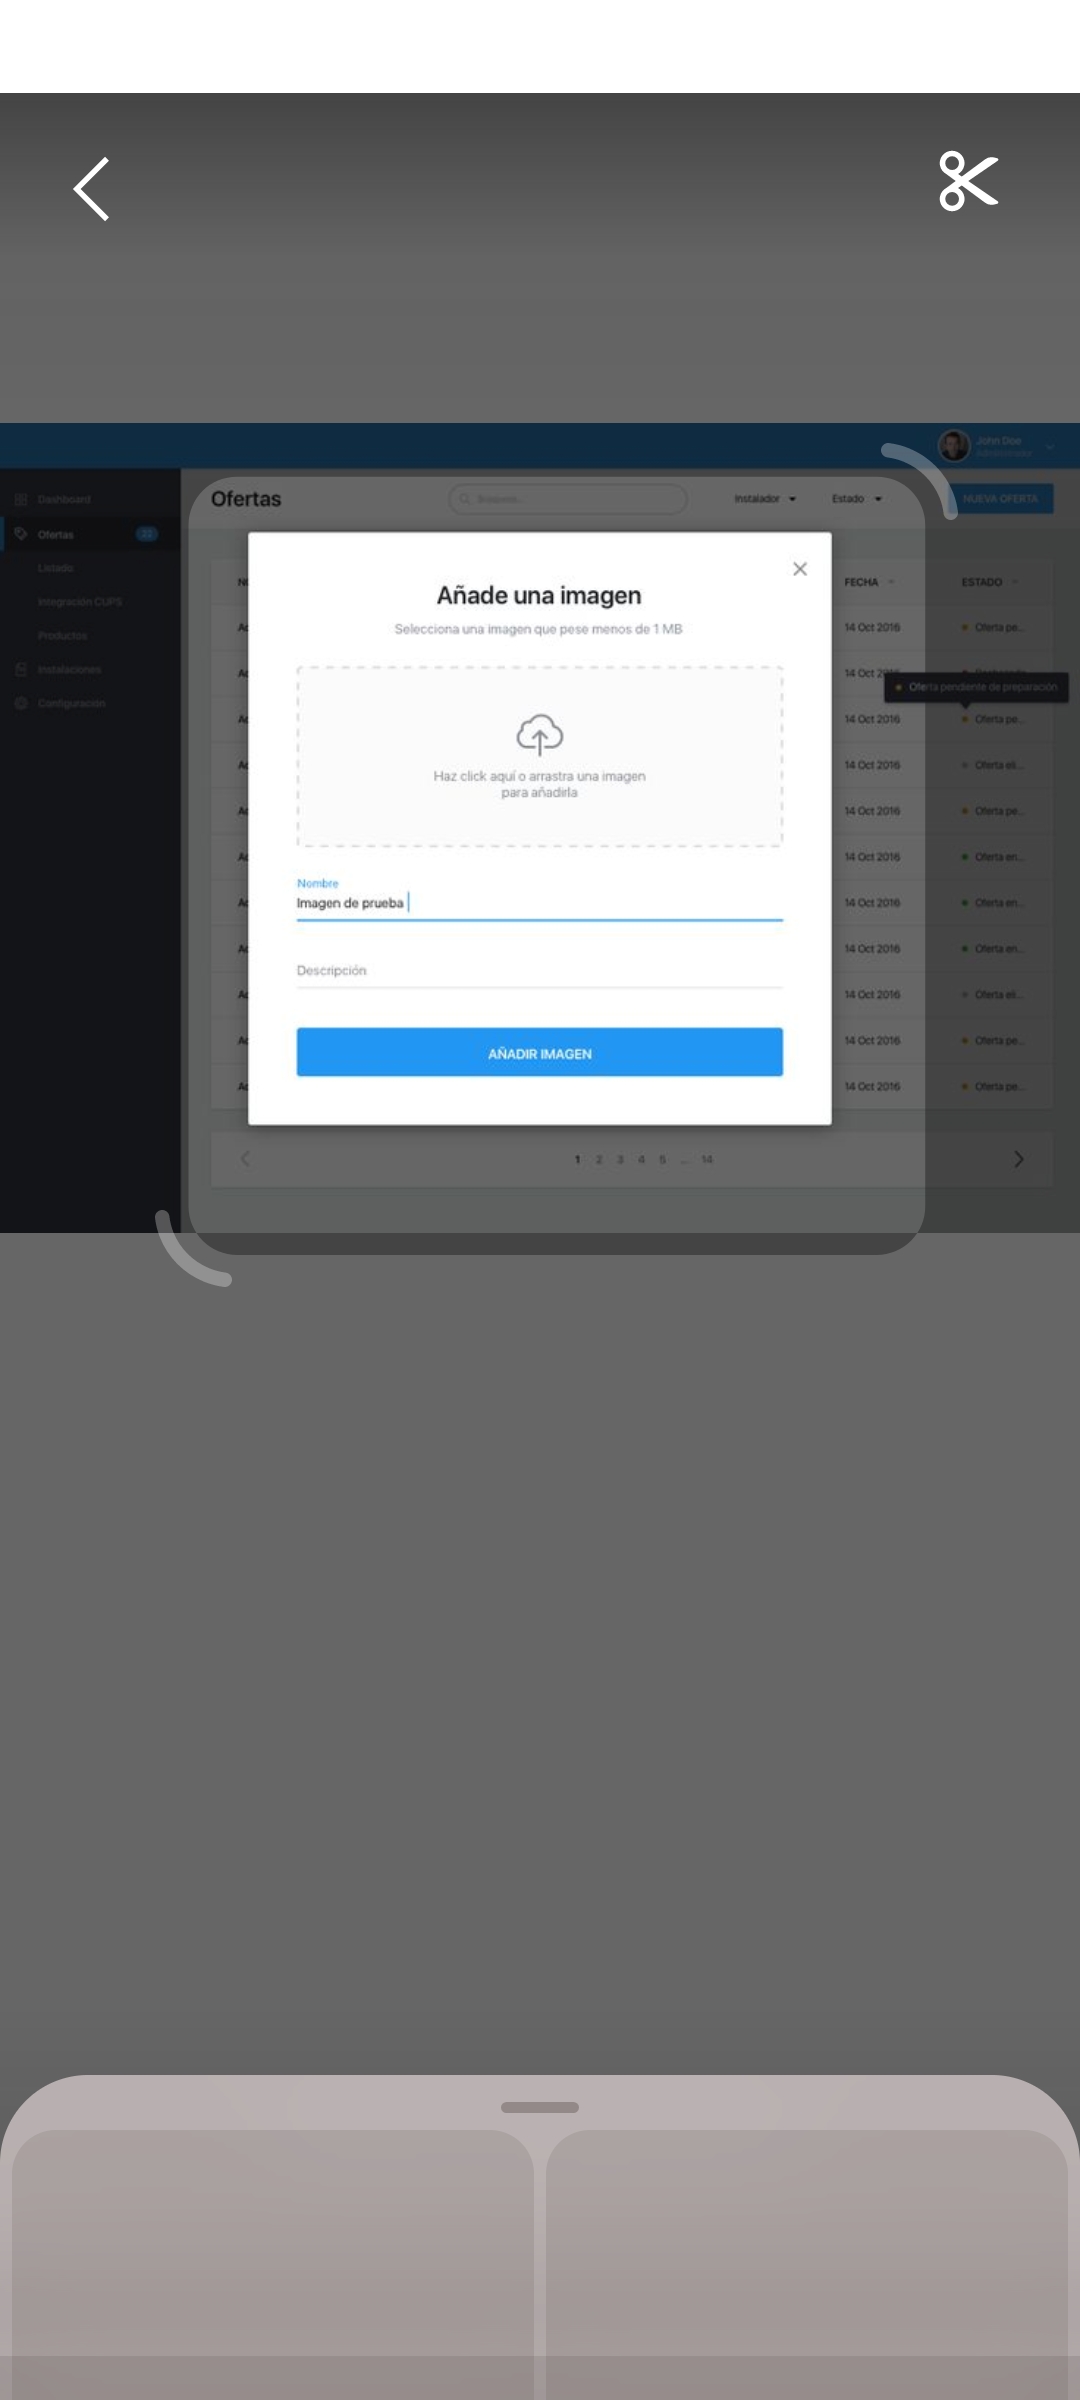 John Doe
Administrador
Dashboard
Ofertas 22
Listado
Integración CUPS
Productos
Instalaciones
Configuración
Ofertas
Buscar...
Instalador
Estado
NUEVA OFERTA
FECHA
ESTADO
14 Oct 2016
Oferta pe...
14 Oct 2016
Oferta pendiente de preparación
14 Oct 2016
Oferta pe...
14 Oct 2016
Oferta eli...
14 Oct 2016
Oferta pe...
14 Oct 2016
Oferta en...
14 Oct 2016
Oferta en...
14 Oct 2016
Oferta en...
14 Oct 2016
Oferta eli...
14 Oct 2016
Oferta pe...
14 Oct 2016
Oferta pe...
Añade una imagen
Selecciona una imagen que pese menos de 1 MB
Haz click aquí o arrastra una imagen
para añadirla
Nombre
Imagen de prueba
Descripción
AÑADIR IMAGEN
1 2 3 4 5 ... 14